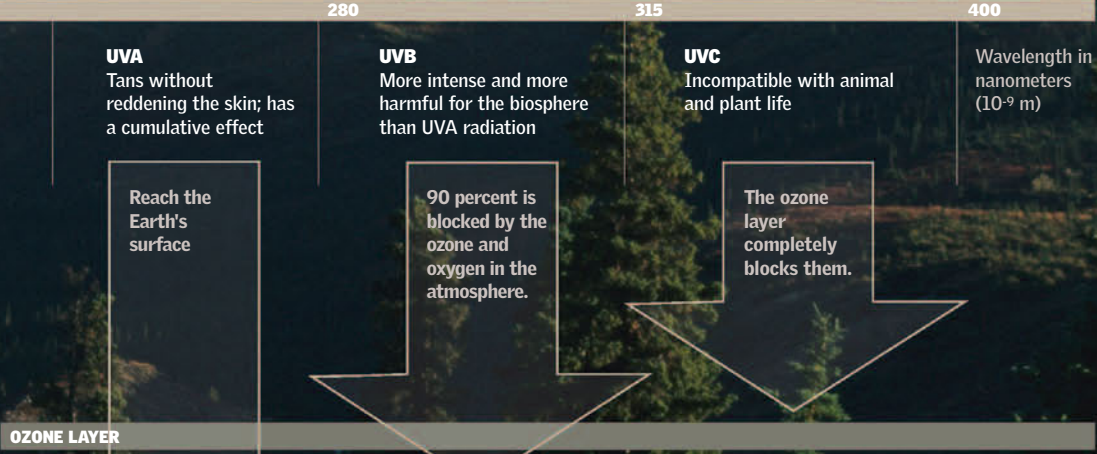 280
315
400
UVA
Tans without
reddening the skin; has
a cumulative effect
UVB
More intense and more
harmful for the biosphere
than UVA radiation
UVC
Incompatible with animal
and plant life
Wavelength in
nanometers
(10-9 m)
Reach the
Earth's
surface
90 percent is
blocked by the
ozone and
oxygen in the
atmosphere.
The ozone
layer
completely
blocks them.
OZONE LAYER